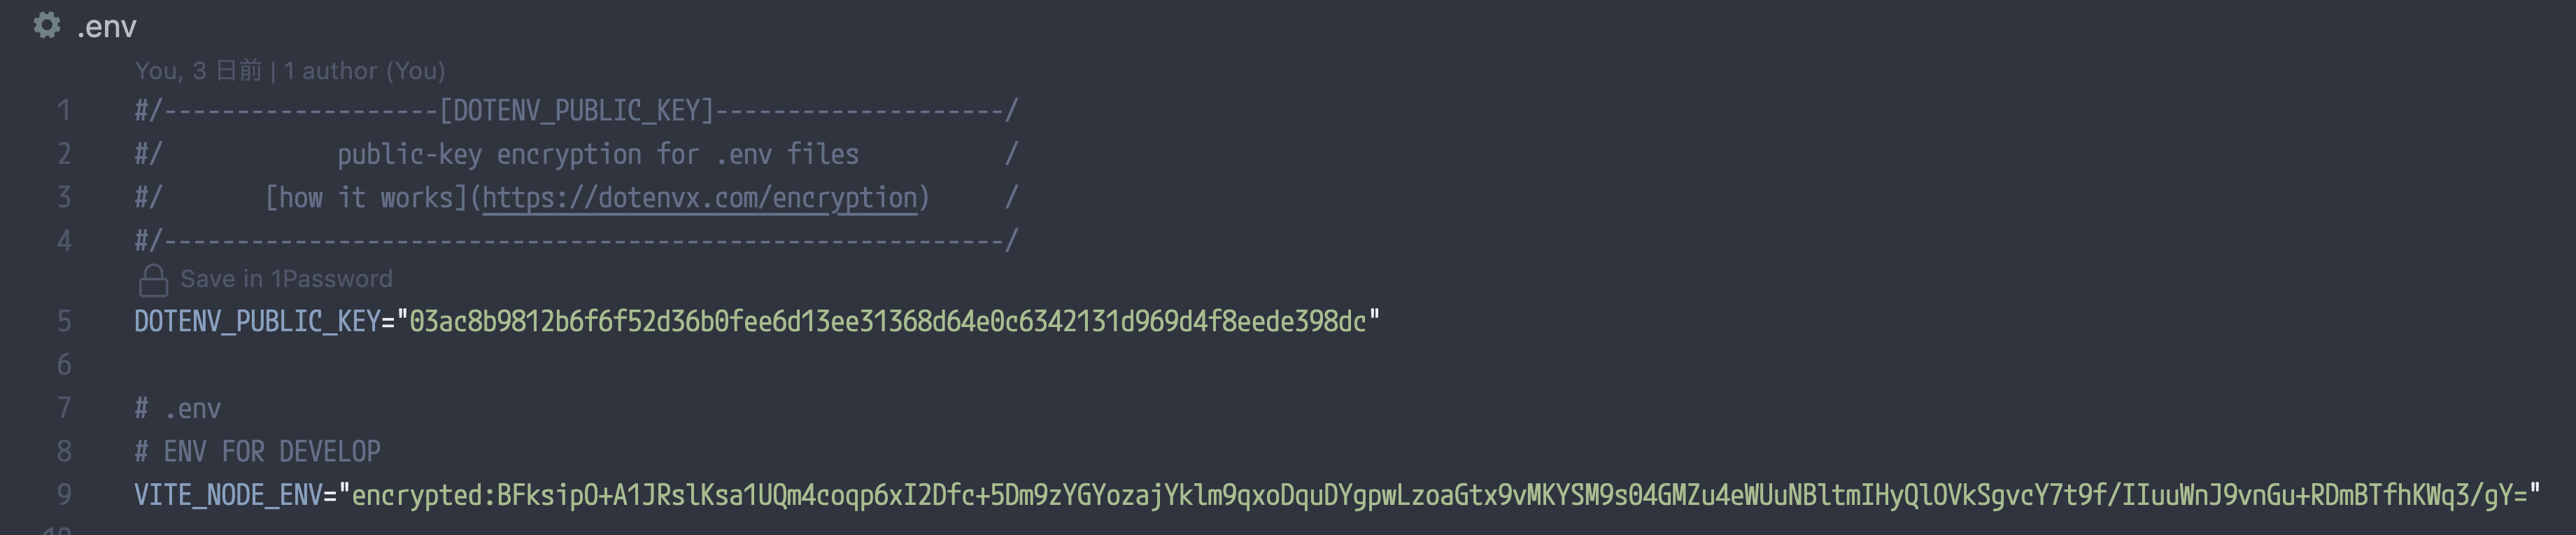 .env
You, 3 日前 | 1 author (You)
1 #/-------------------[DOTENV_PUBLIC_KEY]--------------------/
2 #/            public-key encryption for .env files          /
3 #/       [how it works](https://dotenvx.com/encryption)     /
4 #/----------------------------------------------------------/
Save in 1Password
5 DOTENV_PUBLIC_KEY="03ac8b9812b6f6f52d36b0fee6d13ee31368d64e0c6342131d969d4f8eede398dc"
6
7 # .env
8 # ENV FOR DEVELOP
9 VITE_NODE_ENV="encrypted:BFksipO+A1JRslKsa1UQm4coqp6xI2Dfc+5Dm9zYGYozajYklm9qxoDquDYgpwLzoaGtx9vMKYSM9s04GMZu4eWUuNBltmIHyQlOVkSgvcY7t9f/IIuuWnJ9vnGu+RDmBTfhKWq3/gY="